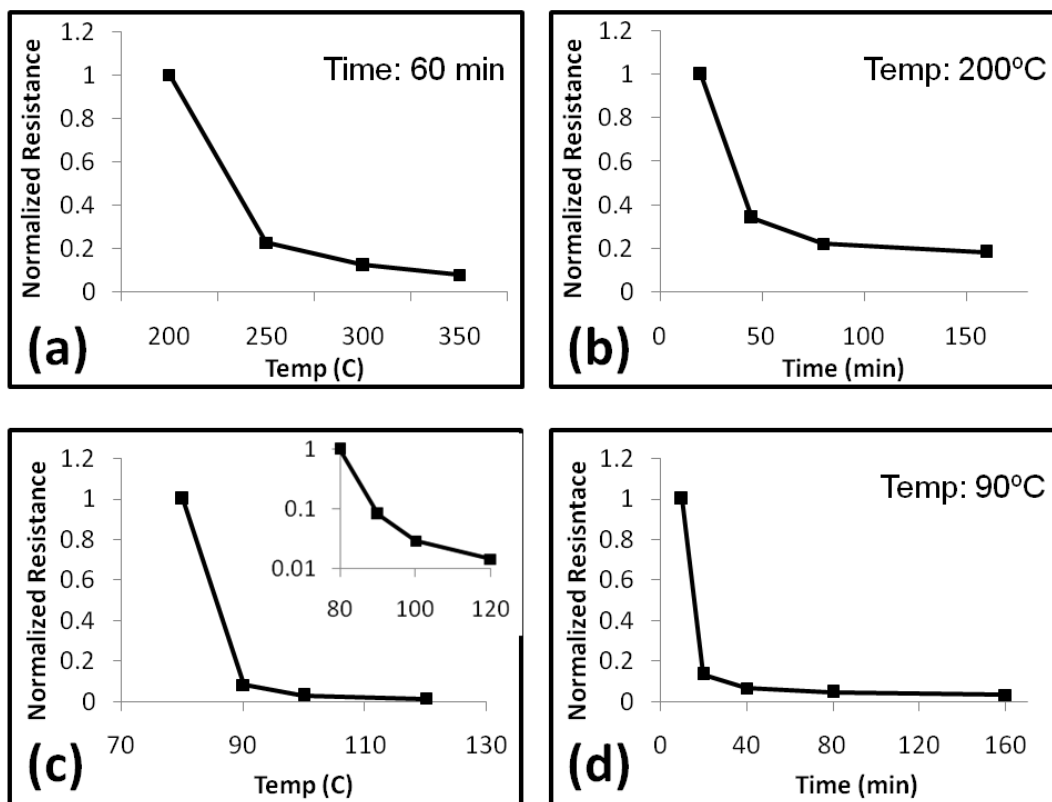 1.2
1
0.8
0.6
0.4
0.2
0
Normalized Resistance
Time: 60 min
200 250 300 350
Temp (C)
(a)
1.2
1
0.8
0.6
0.4
0.2
0
Normalized Resistance
Temp: 200ºC
0 50 100 150
Time (min)
(b)
1.2
1
0.8
0.6
0.4
0.2
0
Normalized Resistance
1
0.1
0.01
80 100 120
70 90 110 130
Temp (C)
(c)
1.2
1
0.8
0.6
0.4
0.2
0
Normalized Resisntace
Temp: 90ºC
0 40 80 120 160
Time (min)
(d)